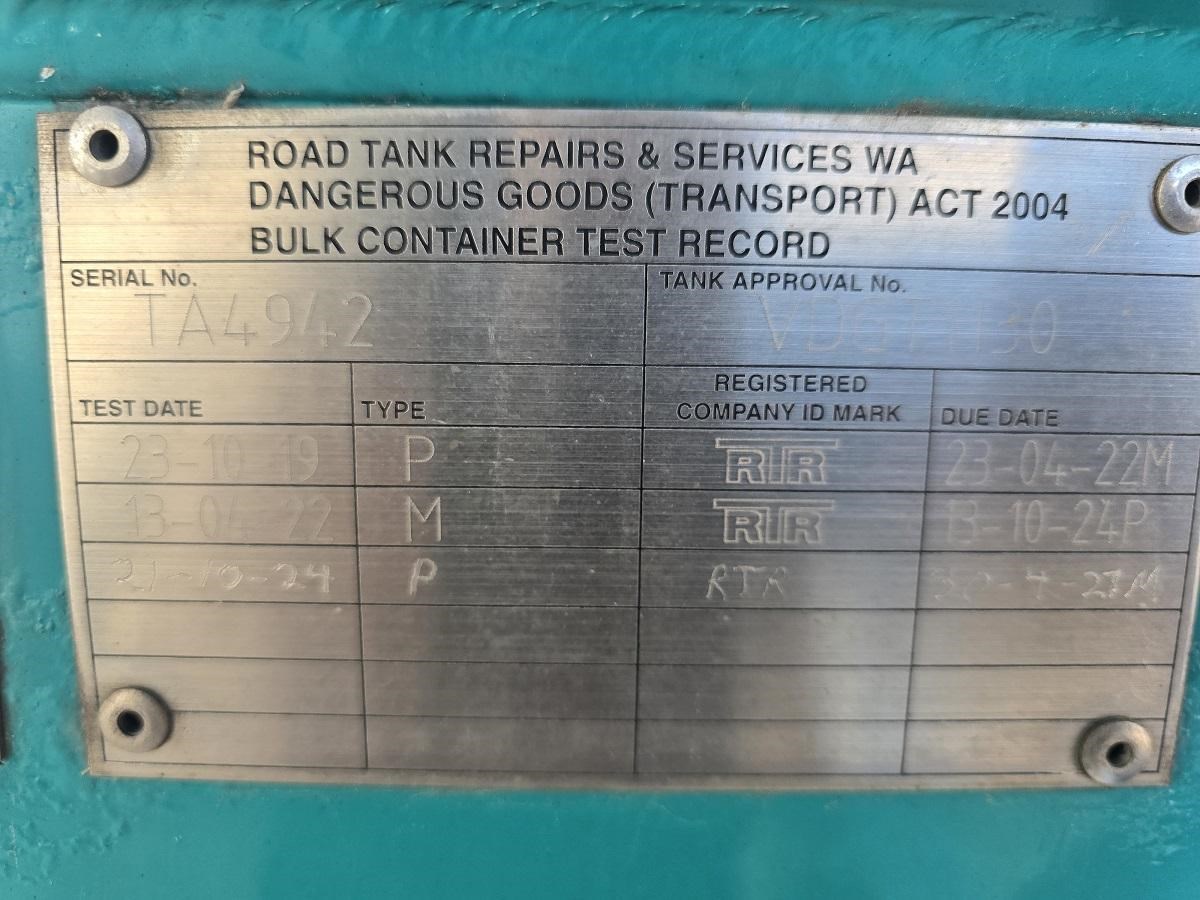 ROAD TANK REPAIRS & SERVICES WA
DANGEROUS GOODS (TRANSPORT) ACT 2004
BULK CONTAINER TEST RECORD
SERIAL No. TANK APPROVAL No.
TA4942
REGISTERED
TEST DATE TYPE COMPANY ID MARK DUE DATE
23-10-19 P RTR 23-04-22M
13-04-22 M RTR 13-10-24P
P RTR